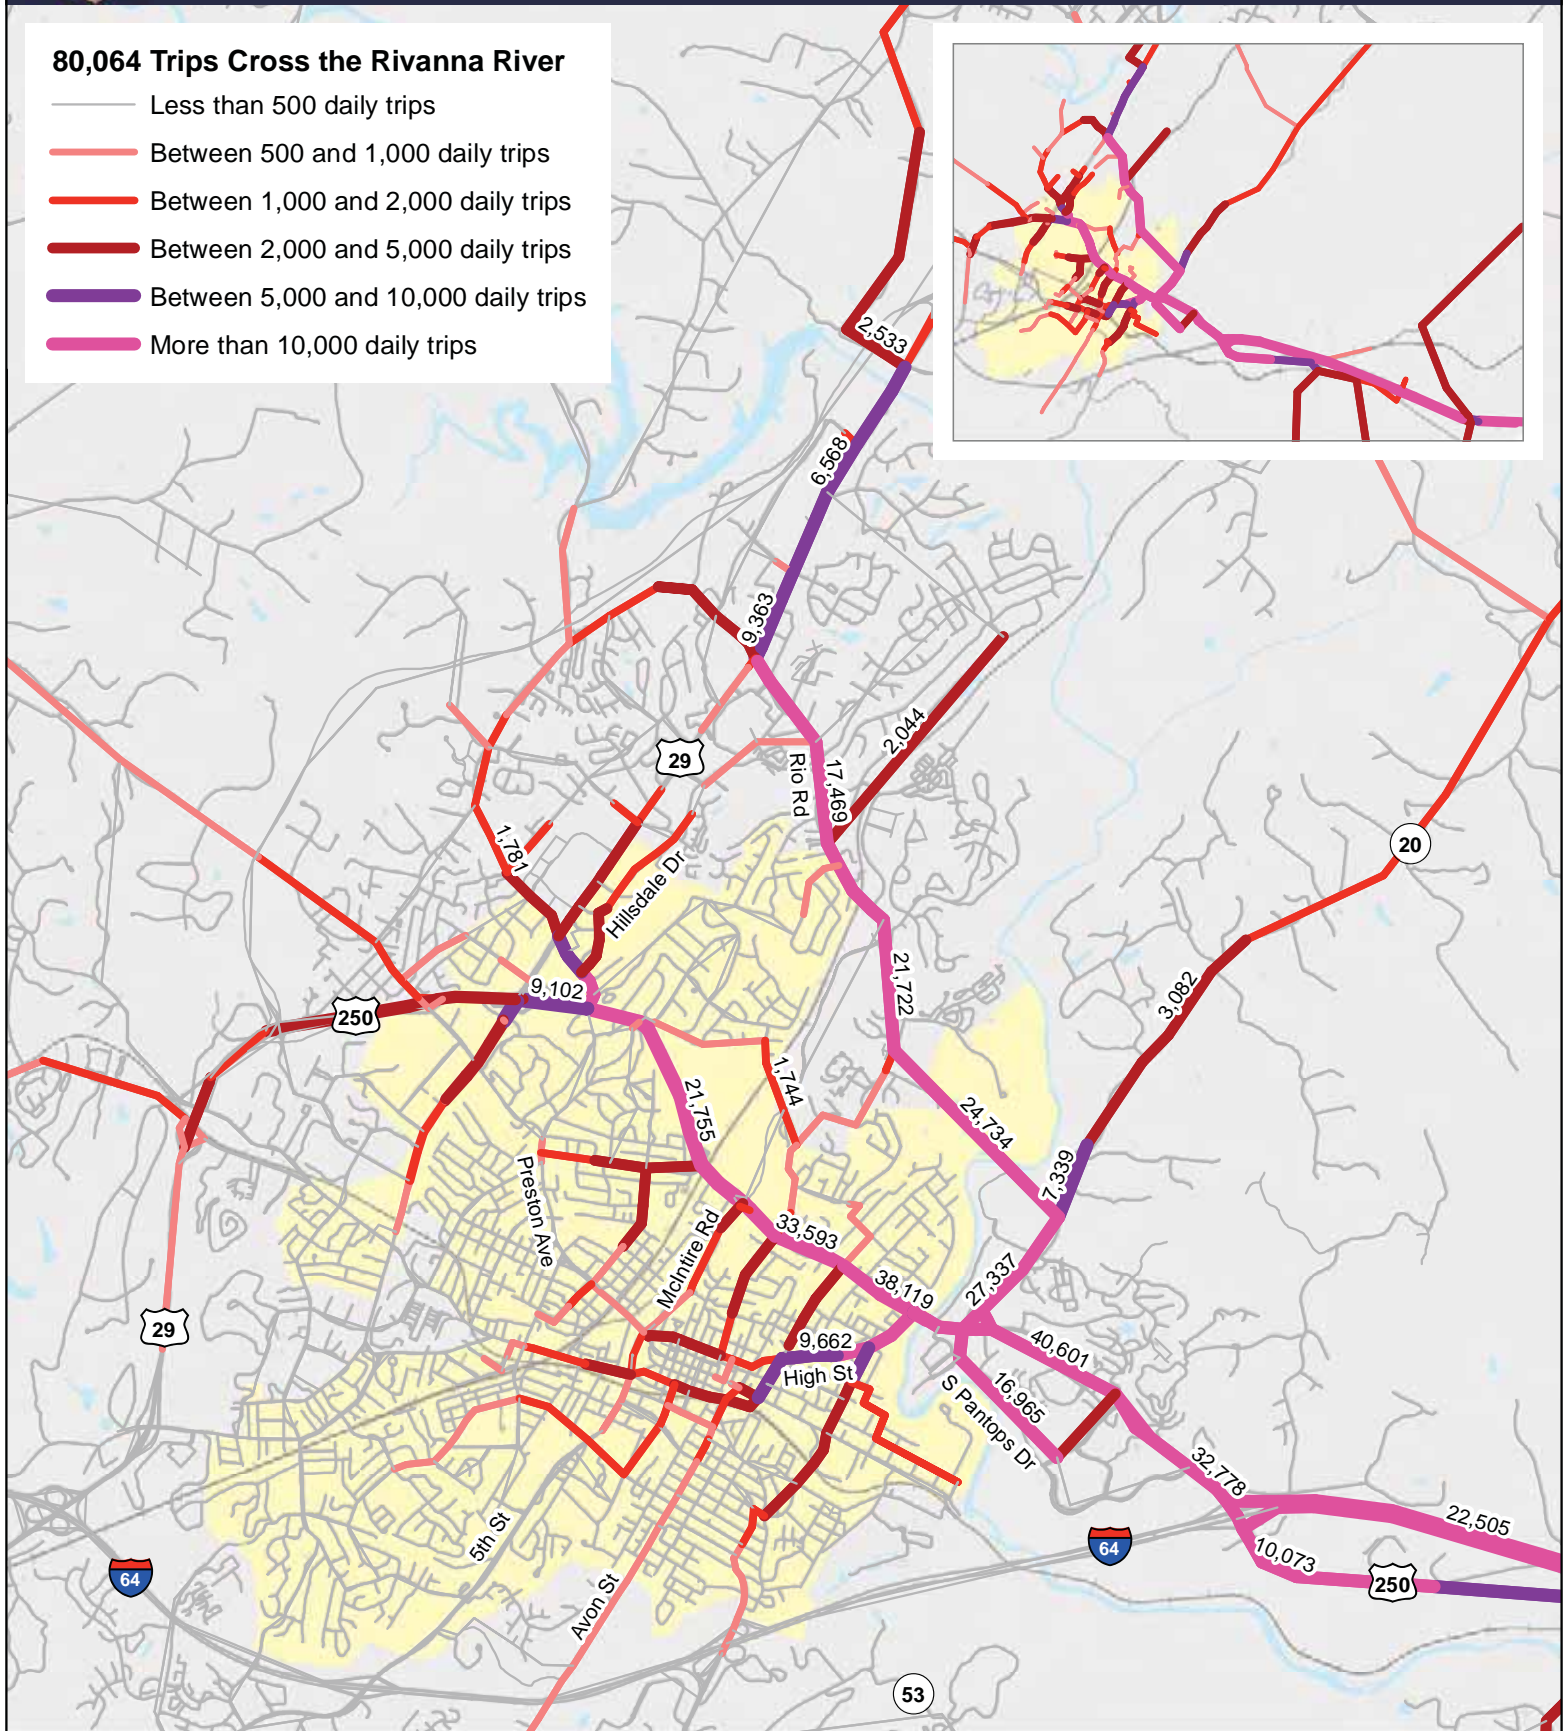 80,064 Trips Cross the Rivanna River
Less than 500 daily trips
Between 500 and 1,000 daily trips
Between 1,000 and 2,000 daily trips
Between 2,000 and 5,000 daily trips
Between 5,000 and 10,000 daily trips
More than 10,000 daily trips
2,533
6,568
9,363
29
2,044
Rio Rd
17,469
1,781
20
Hillsdale Dr
21,722
9,102
250
3,082
1,744
21,755
24,734
Preston Ave
7,339
McIntire Rd
33,593
27,337
38,119
29
9,662
High St
40,601
16,965
S Pantops Dr
32,778
22,505
5th St
64
10,073
64
250
Avon St
53